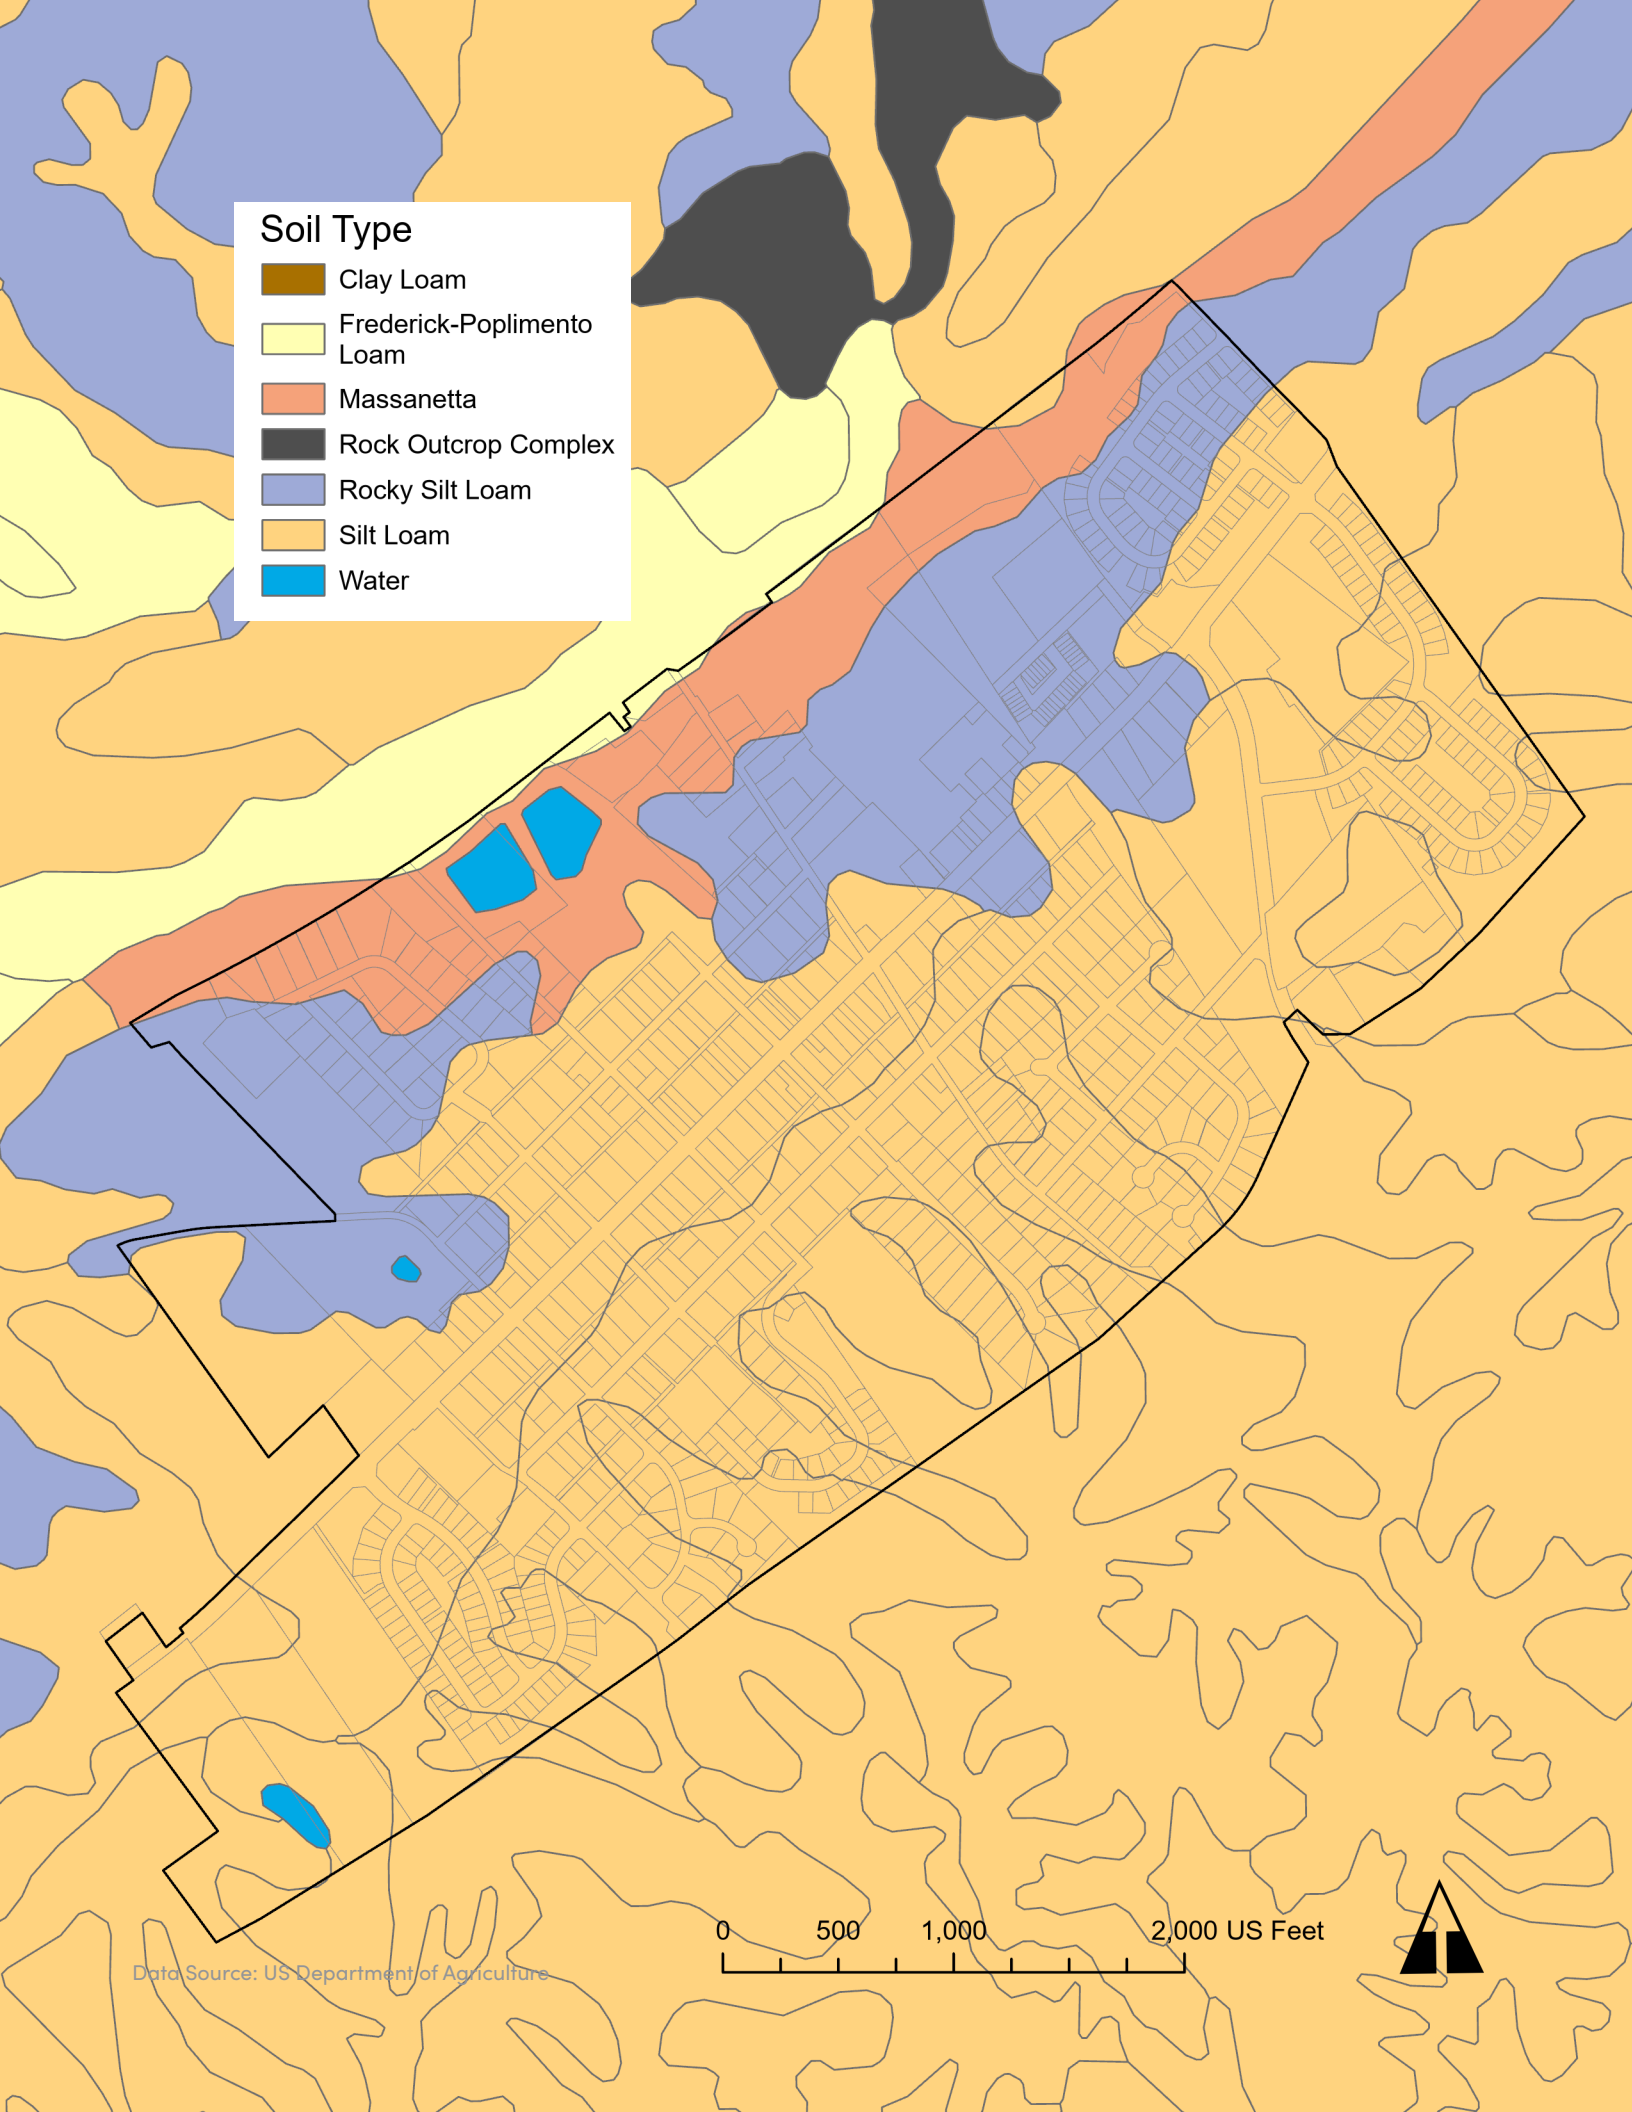 Soil Type
Clay Loam
Frederick-Poplimento
Loam
Massanetta
Rock Outcrop Complex
Rocky Silt Loam
Silt Loam
Water
0 500 1,000 2,000 US Feet
Data Source: US Department of Agriculture